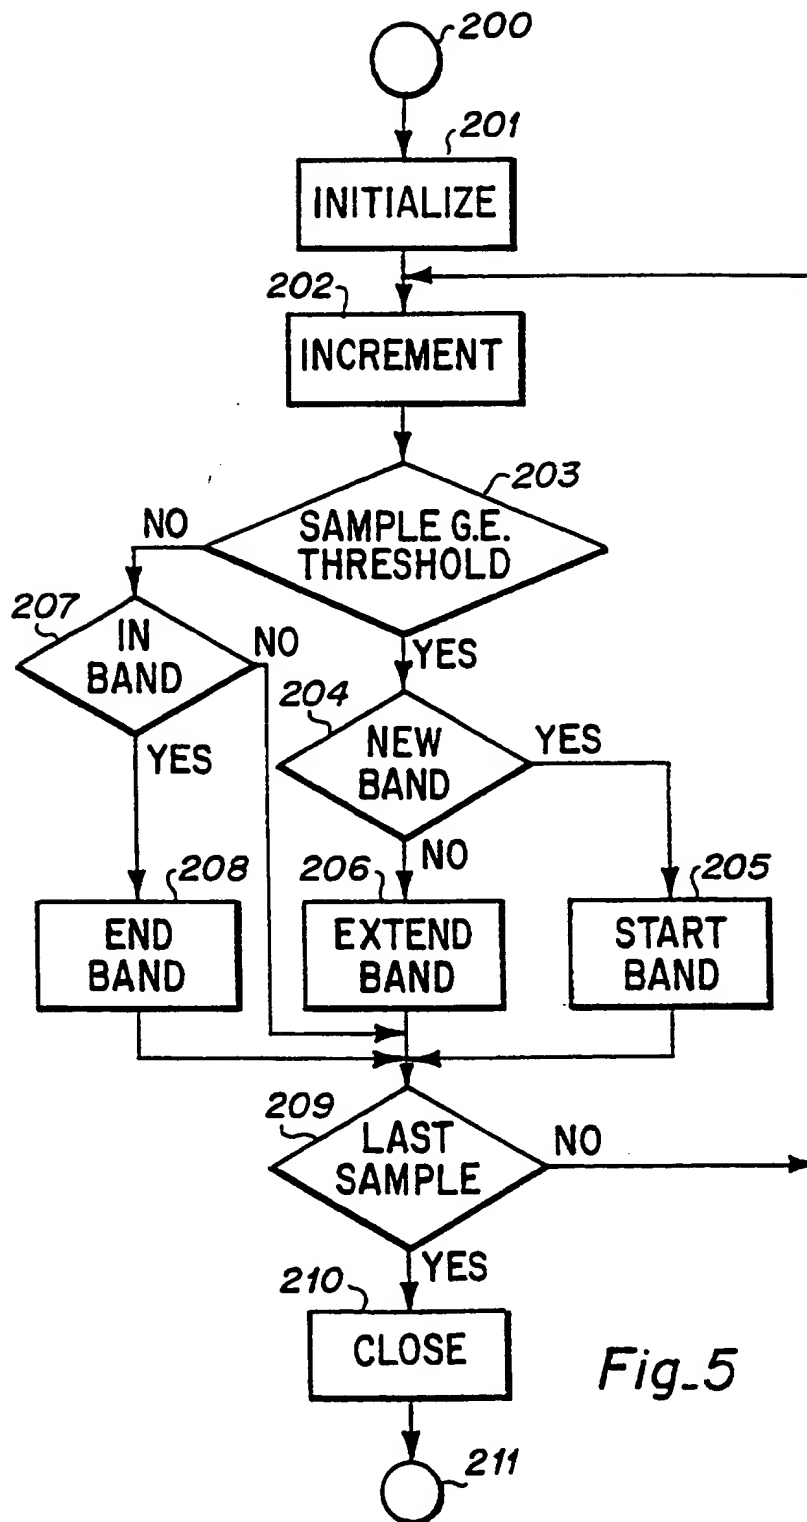 200
201
INITIALIZE
202
INCREMENT
203
SAMPLE G.E.
THRESHOLD
NO
YES
207
IN
BAND
NO
YES
204
NEW
BAND
YES
NO
208
END
BAND
206
EXTEND
BAND
205
START
BAND
209
LAST
SAMPLE
NO
YES
210
CLOSE
Fig_5
211